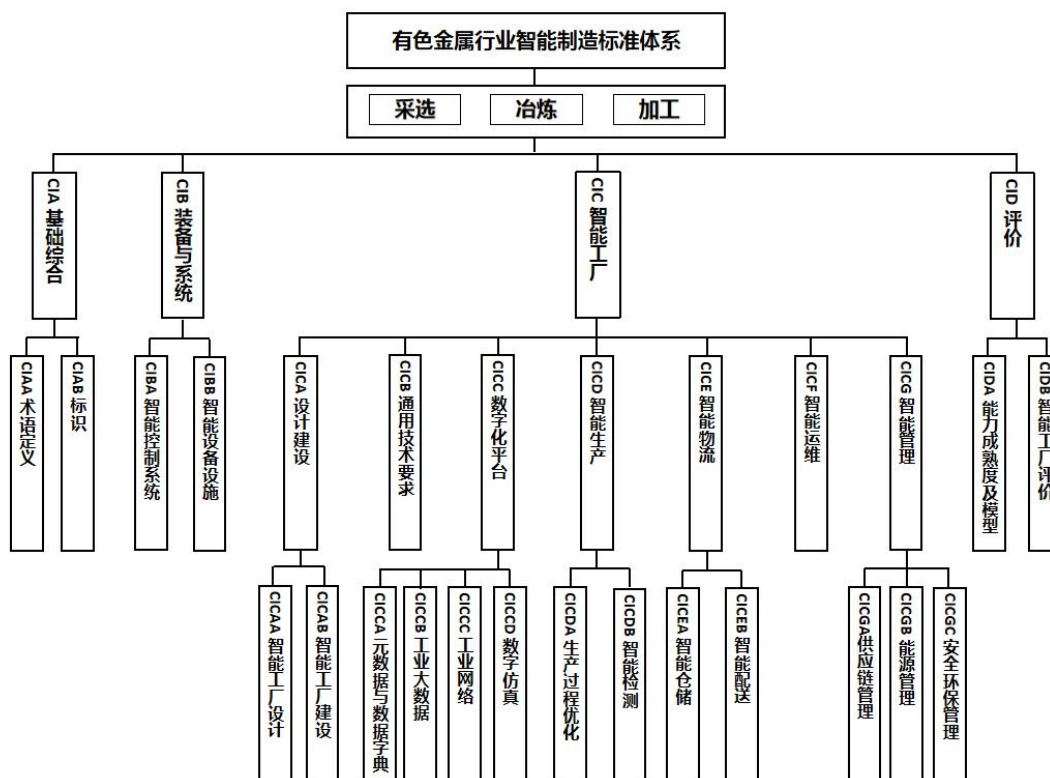 有色金属行业智能制造标准体系
采选
冶炼
加工
CIA 基础综合
CIB 装备与系统
CIC 智能工厂
CID 评价
CIAA 术语定义
CIAB 标识
CIBA 智能控制系统
CIBB 智能设备设施
CICA 设计建设
CICB 通用技术要求
CICC 数字化平台
CICD 智能生产
CICE 智能物流
CICF 智能运维
CICG 智能管理
CIDA 能力成熟度及模型
CIDB 智能工厂评价
CICAA 智能工厂设计
CICAB 智能工厂建设
CICCA 元数据与数据字典
CICCB 工业大数据
CICCC 工业网络
CICCD 数字仿真
CICDA 生产过程优化
CICDB 智能检测
CICEA 智能仓储
CICEB 智能配送
CICGA供应链管理
CICGB 能源管理
CICGC 安全环保管理